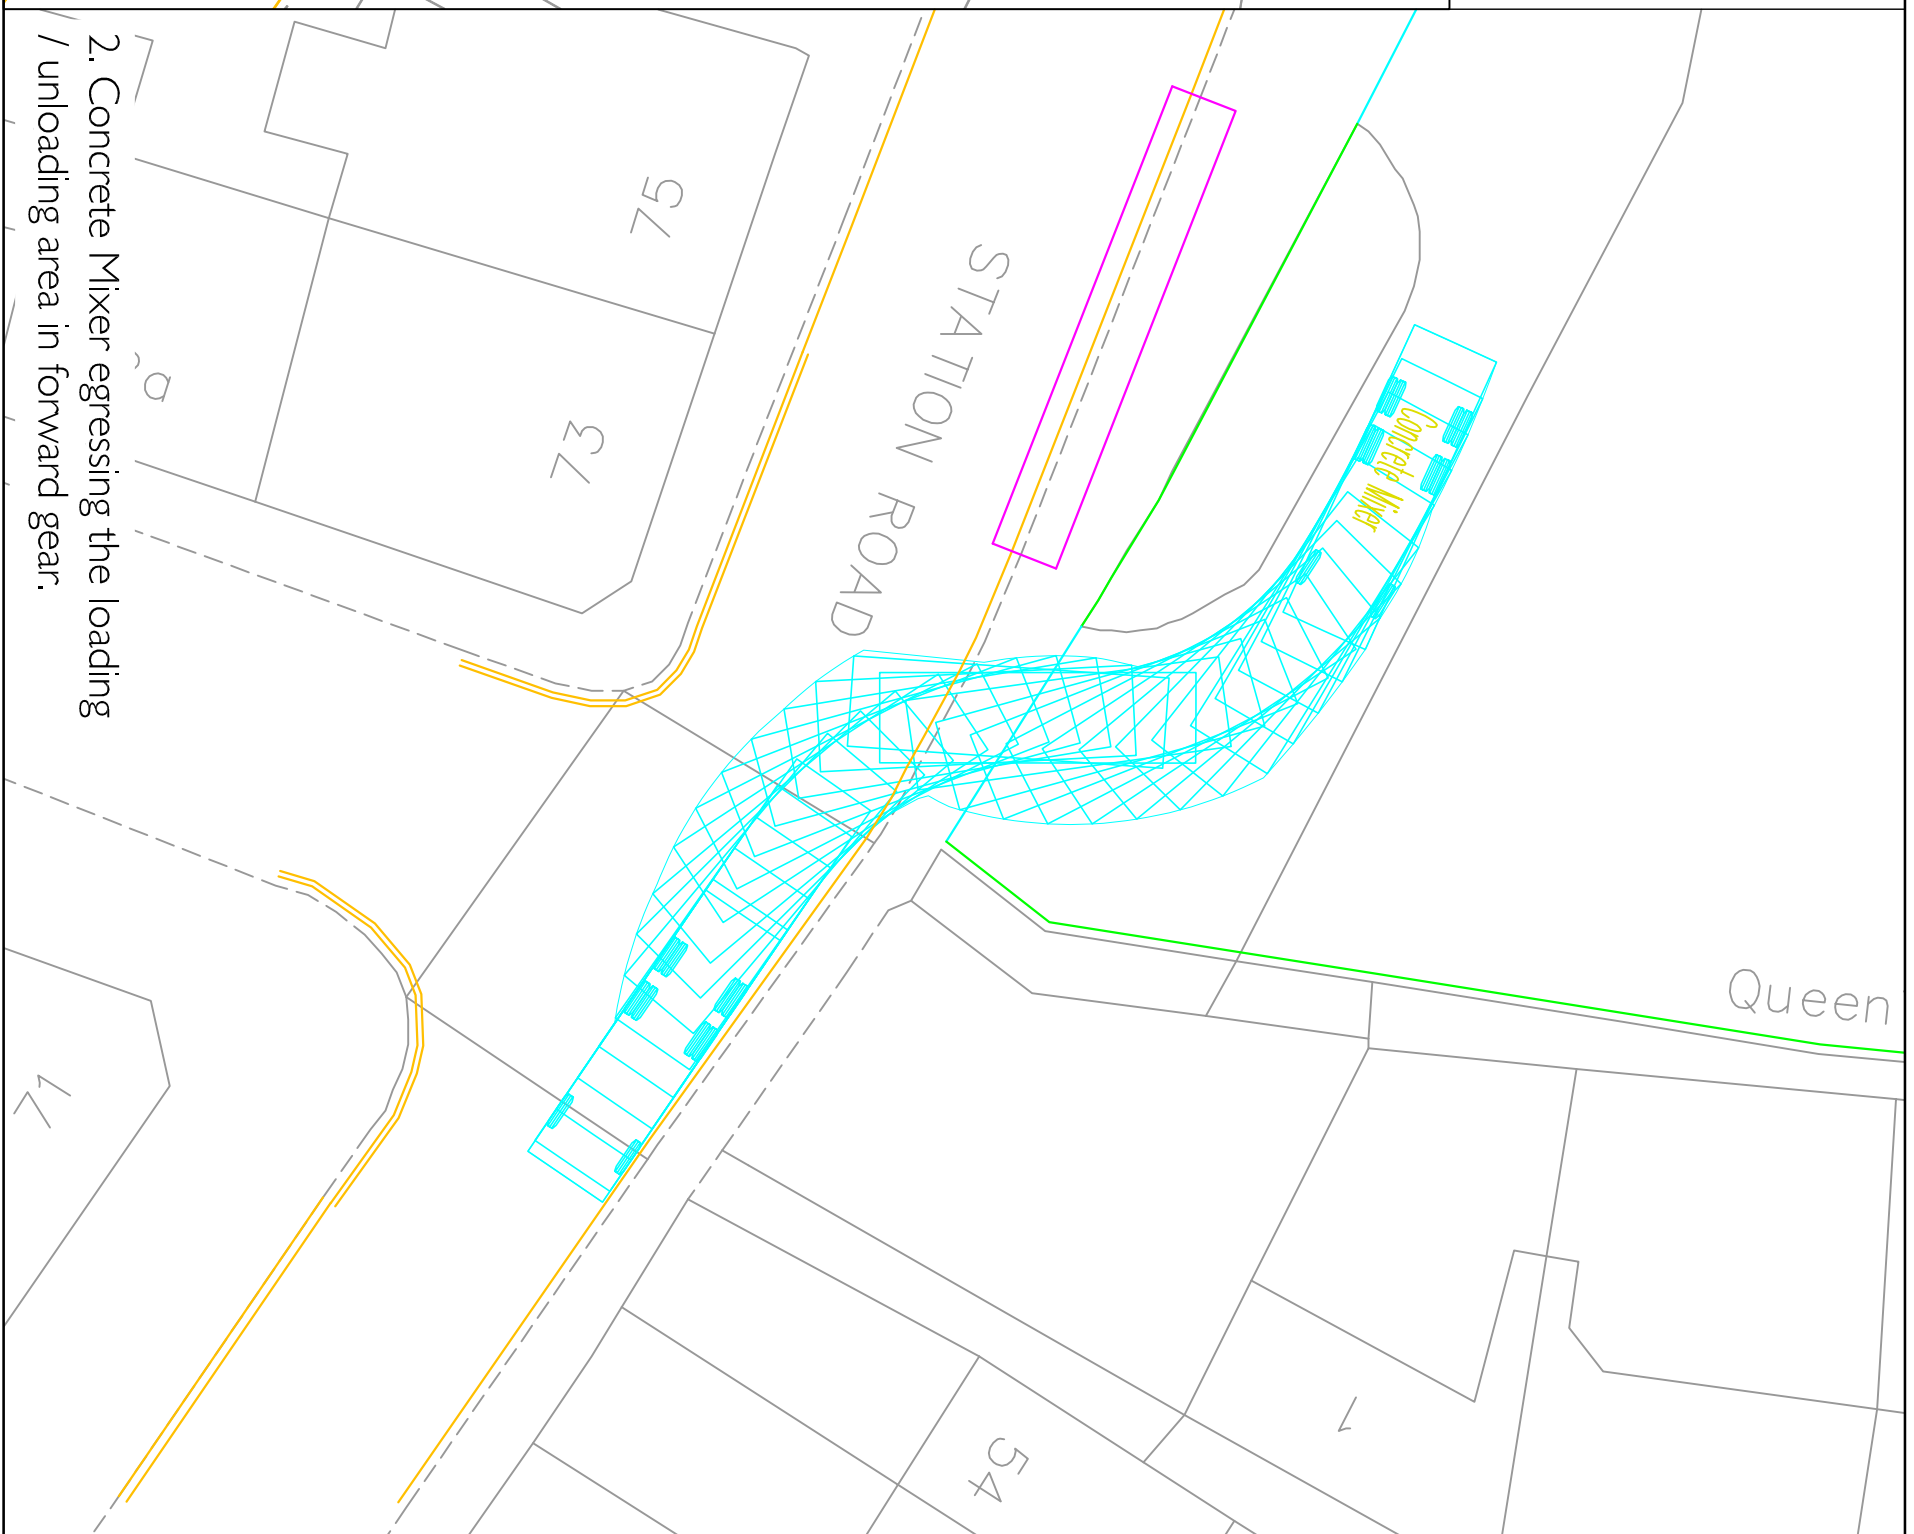 2. Concrete Mixer egressing the loading
/ unloading area in forward gear.
75
73
a
STATION ROAD
Concrete Mixer
Queen
71
54
1